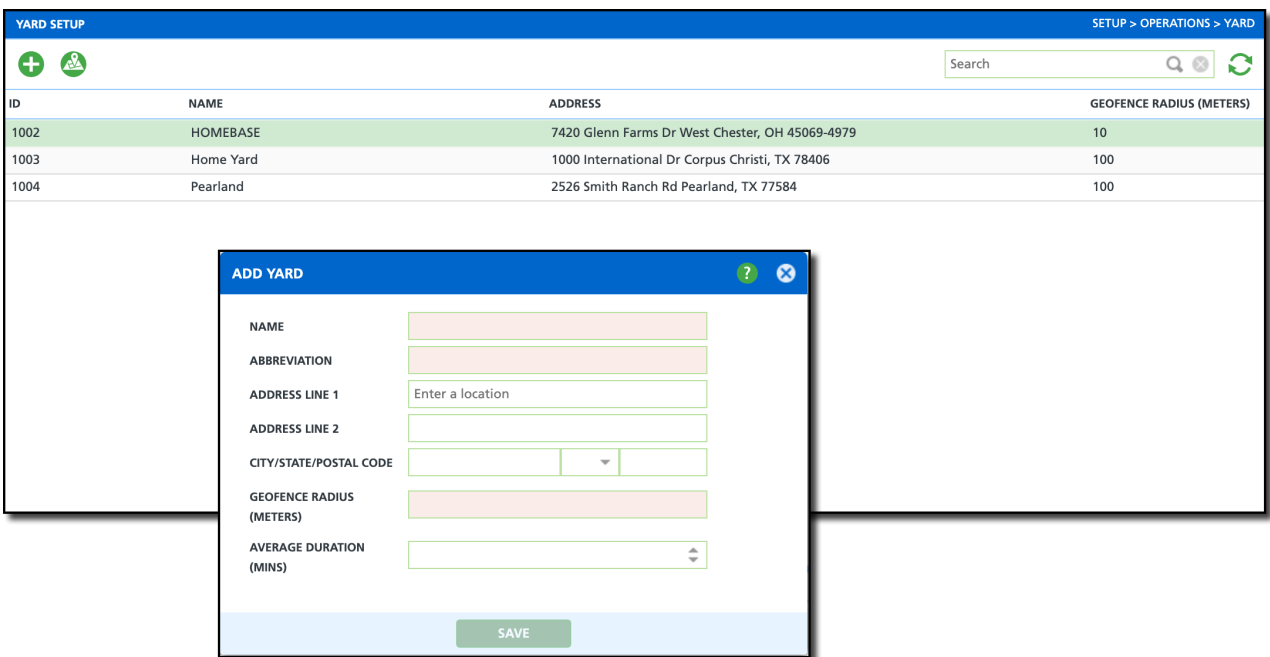 YARD SETUP
SETUP > OPERATIONS > YARD
Search
ID NAME ADDRESS GEOFENCE RADIUS (METERS)
1002 HOMEBASE 7420 Glenn Farms Dr West Chester, OH 45069-4979 10
1003 Home Yard 1000 International Dr Corpus Christi, TX 78406 100
1004 Pearland 2526 Smith Ranch Rd Pearland, TX 77584 100
ADD YARD
?
NAME
ABBREVIATION
ADDRESS LINE 1 Enter a location
ADDRESS LINE 2
CITY/STATE/POSTAL CODE
GEOFENCE RADIUS
(METERS)
AVERAGE DURATION
(MINS)
SAVE